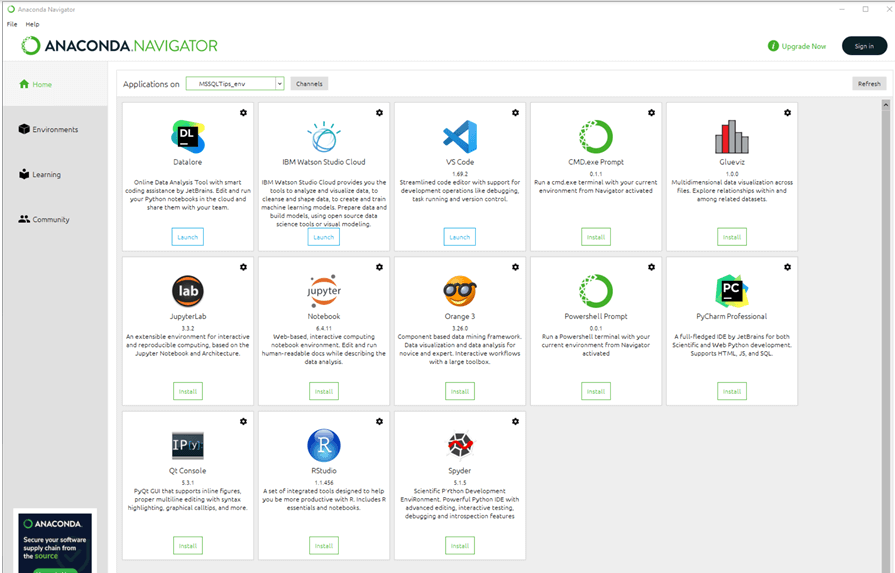 Anaconda Navigator
File Help
ANACONDA.NAVIGATOR
Upgrade Now
Sign in
Home
Environments
Learning
Community
Applications on MSSQLTips_env Channels Refresh
DL
Datalore
Online Data Analysis Tool with smart
coding assistance by JetBrains. Edit and run
your Python notebooks in the cloud and
share them with your team.
Launch
IBM Watson Studio Cloud
IBM Watson Studio Cloud provides you the
tools to analyze and visualize data, to
cleanse and shape data, to create and train
machine learning models. Prepare data and
build models, using open source data
science tools or visual modeling.
Launch
VS Code
1.69.2
Streamlined code editor with support for
development operations like debugging,
task running and version control.
Launch
CMD.exe Prompt
0.1.1
Run a cmd.exe terminal with your current
environment from Navigator activated
Install
Glueviz
1.0.0
Multidimensional data visualization across
files. Explore relationships within and
among related datasets.
Install
lab
JupyterLab
3.3.2
An extensible environment for interactive
and reproducible computing, based on the
Jupyter Notebook and Architecture.
Install
jupyter
Notebook
6.4.11
Web-based, interactive computing
notebook environment. Edit and run
human-readable docs while describing the
data analysis.
Install
Orange 3
3.26.0
Component based data mining framework.
Data visualization and data analysis for
novice and expert. Interactive workflows
with a large toolbox.
Install
Powershell Prompt
0.0.1
Run a Powershell terminal with your
current environment from Navigator
activated
Install
PC
PyCharm Professional
A full-fledged IDE by JetBrains for both
Scientific and Web Python development.
Supports HTML, JS, and SQL.
Install
IP[y]
Qt Console
5.3.1
PyQt GUI that supports inline figures,
proper multiline editing with syntax
highlighting, graphical calltips, and more.
Install
R
RStudio
1.1.456
A set of integrated tools designed to help
you be more productive with R. Includes R
essentials and notebooks.
Install
Spyder
5.1.5
Scientific PYthon Development
EnviRonment. Powerful Python IDE with
advanced editing, interactive testing,
debugging and introspection features
Install
ANACONDA.
Secure your software
supply chain from
the source